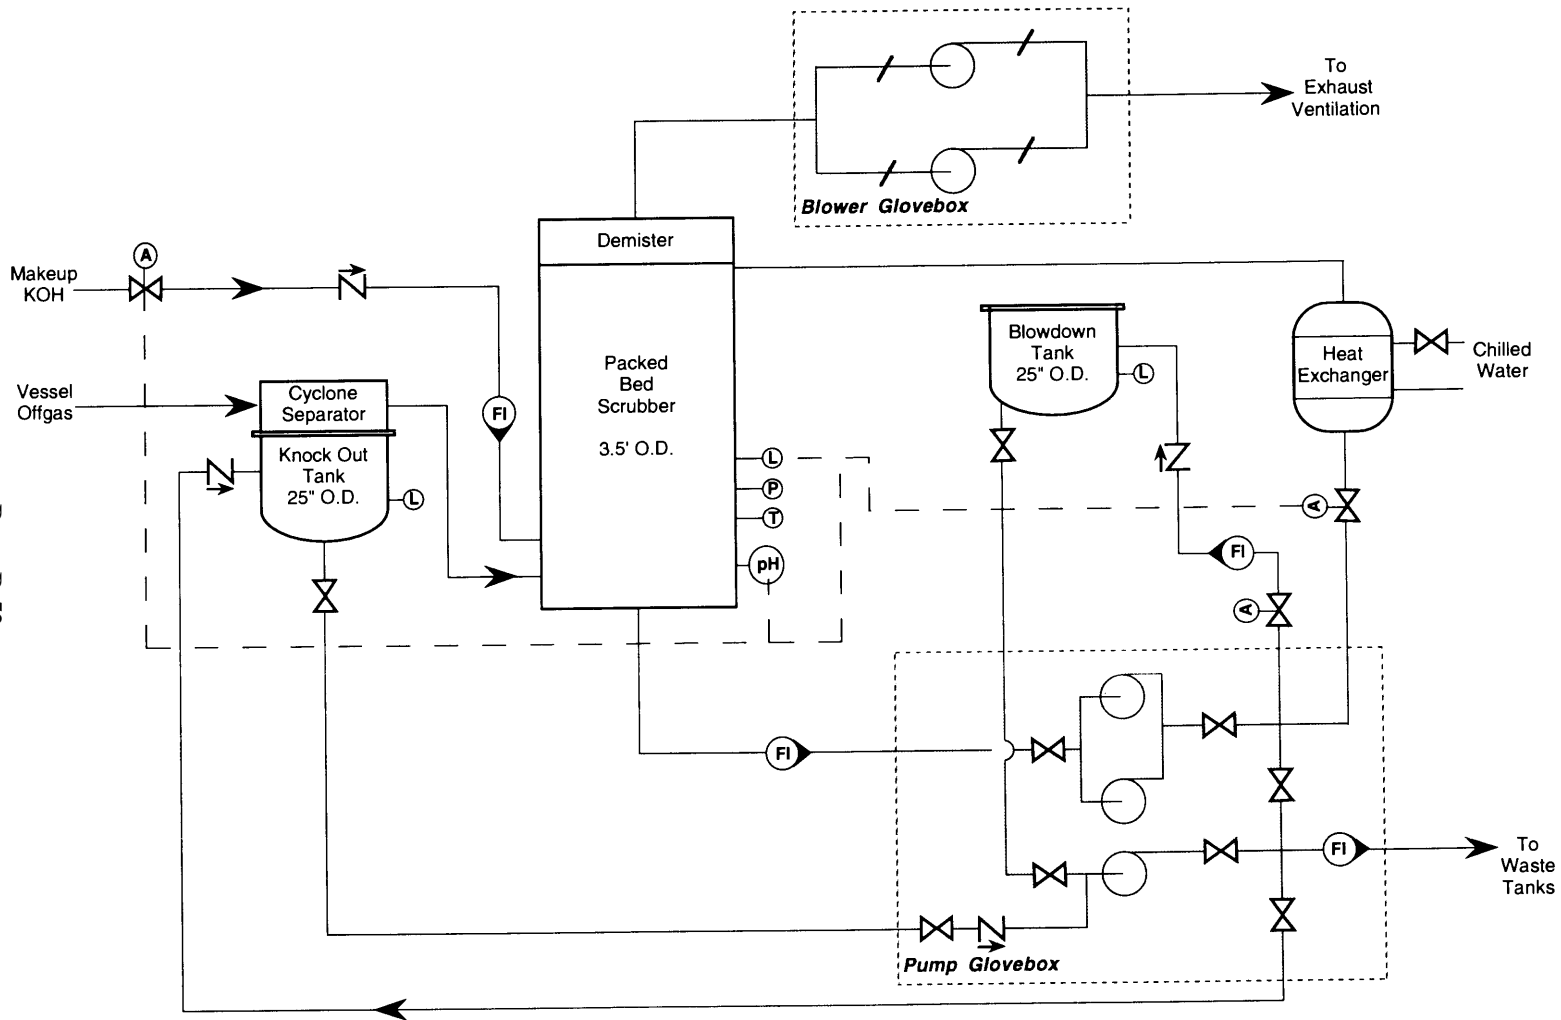 To
Exhaust
Ventilation
Blower Glovebox
Demister
A
Makeup
KOH
Packed
Bed
Scrubber
3.5' O.D.
Blowdown
Tank
25" O.D.
L
Heat
Exchanger
Chilled
Water
Vessel
Offgas
Cyclone
Separator
FI
Knock Out
Tank
25" O.D.
L
L
P
T
pH
A
FI
A
FI
FI
To
Waste
Tanks
Pump Glovebox